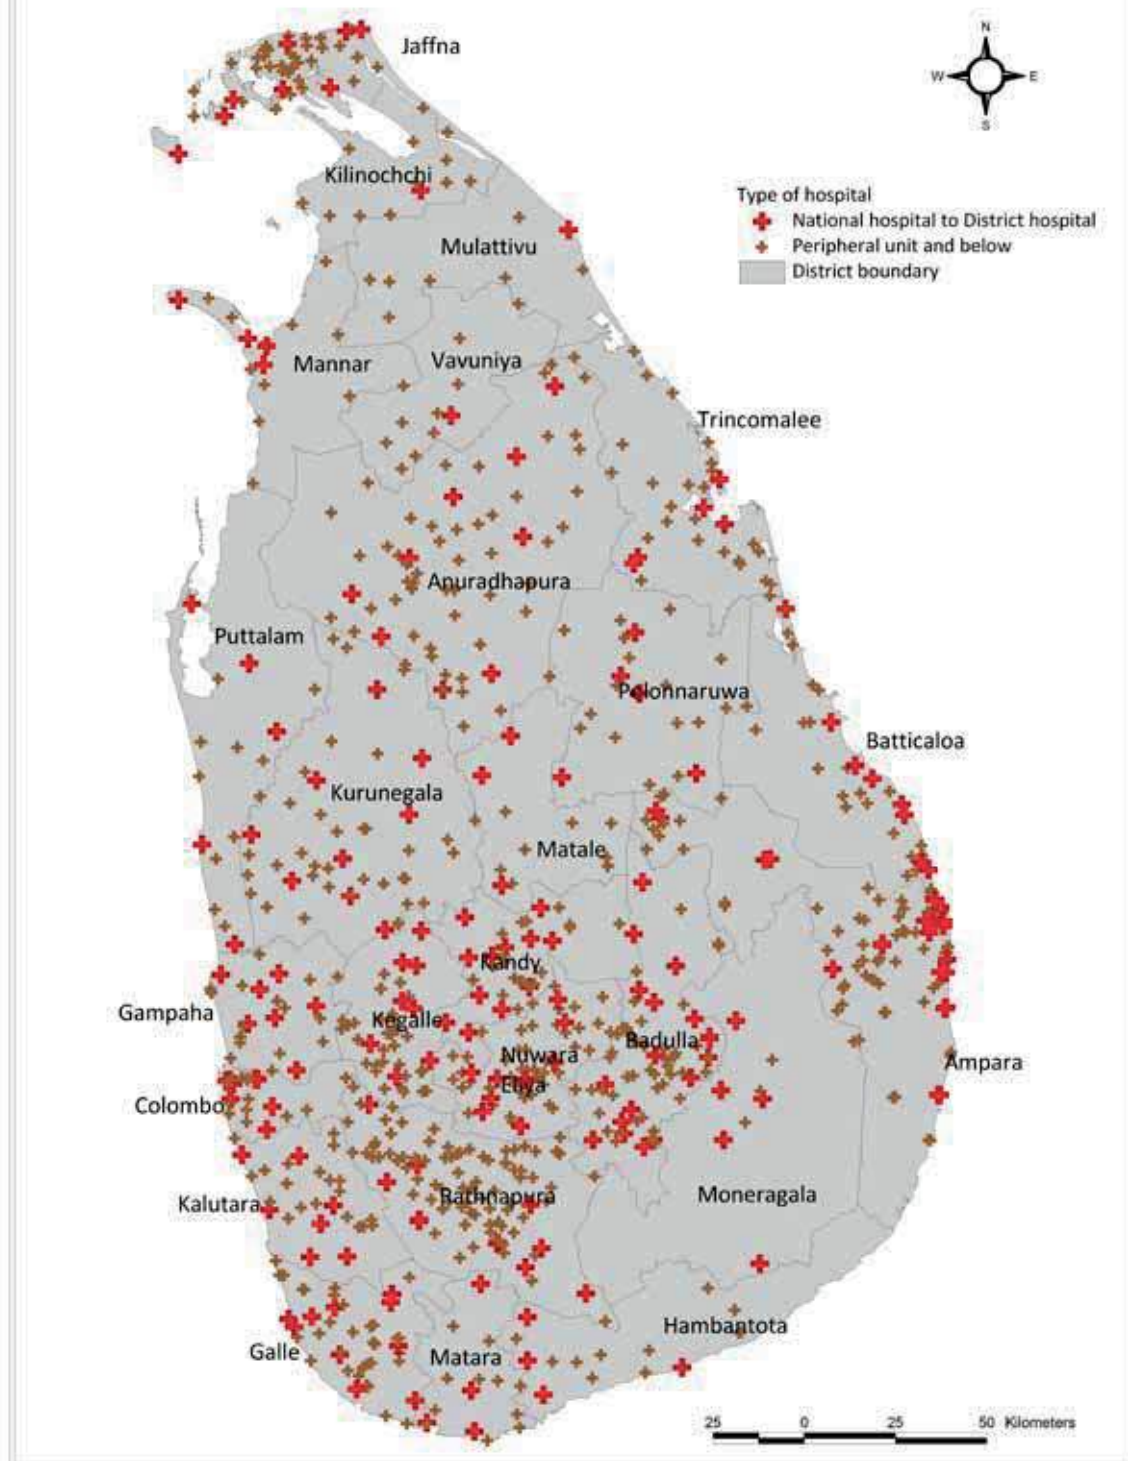 N
Jaffna
W E
S
Kilinochchi
Type of hospital
National hospital to District hospital
Mulattivu
Peripheral unit and below
District boundary
Mannar
Vavuniya
Trincomalee
Anuradhapura
Puttalam
Polonnaruwa
Batticaloa
Kurunegala
Matale
Kandy
Gampaha
Kegalle
Badulla
Nuwara
Eliya
Ampara
Colombo
Moneragala
Rathnapura
Kalutara
Hambantota
Galle
Matara
25 0 25 50 Kilometers